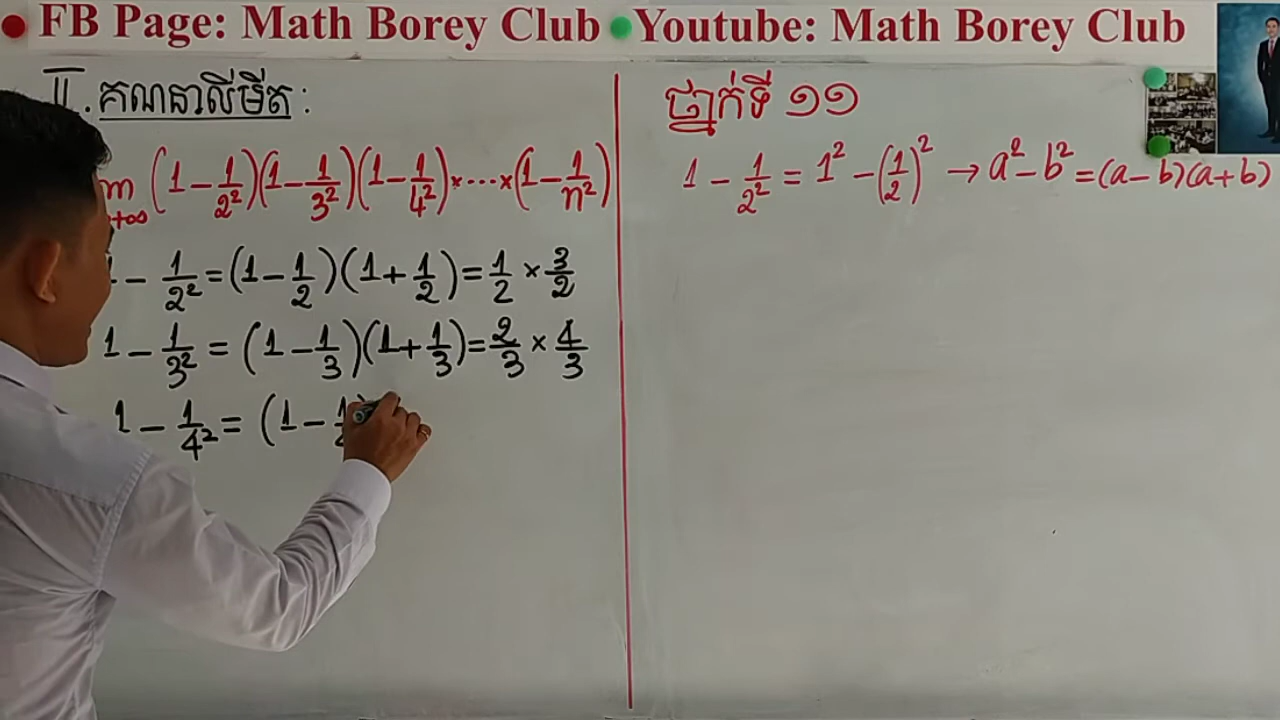 FB Page: Math Borey Club Youtube: Math Borey Club
II. គណនាលីមីត :
(1 - 1/2²)(1 - 1/3²)(1 - 1/4²)×...×(1 - 1/n²)
1 - 1/2² = (1 - 1/2)(1 + 1/2) = 1/2 × 3/2
1 - 1/3² = (1 - 1/3)(1 + 1/3) = 2/3 × 4/3
1 - 1/4² = (1 -
ថ្នាក់ទី ១១
1 - 1/2² = 1² - (1/2)² → a² - b² = (a - b)(a + b)